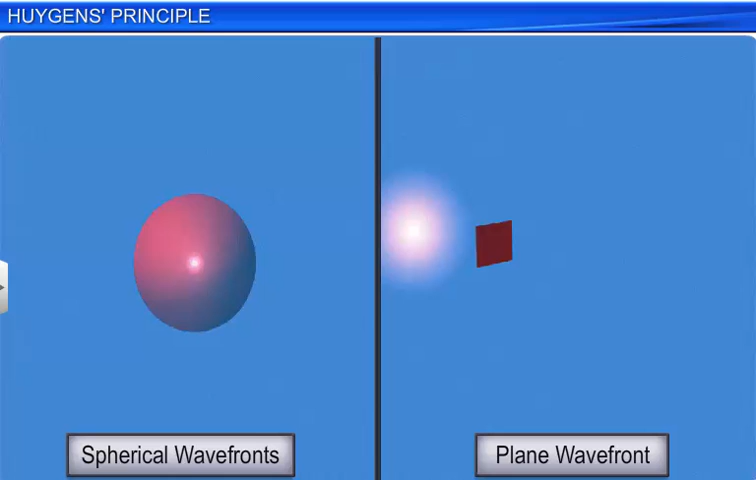 HUYGENS' PRINCIPLE
Spherical Wavefronts
Plane Wavefront